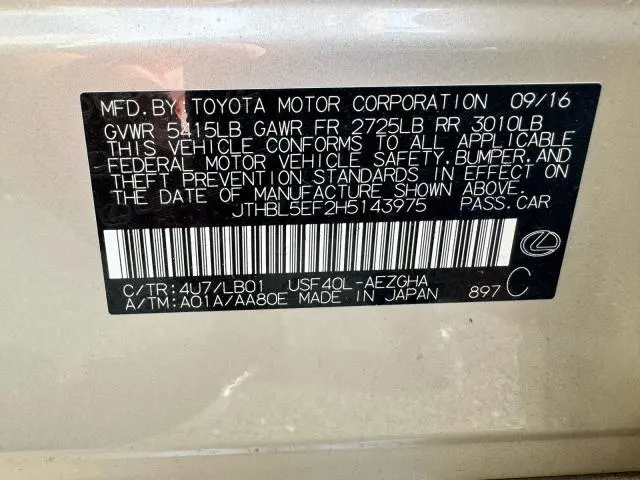 MFD.BY:TOYOTA MOTOR CORPORATION 09/16
GVWR 5415LB GAWR FR 2725LB RR 3010LB
THIS VEHICLE CONFORMS TO ALL APPLICABLE
FEDERAL MOTOR VEHICLE SAFETY,BUMPER,AND
THEFT PREVENTION STANDARDS IN EFFECT ON
THE DATE OF MANUFACTURE SHOWN ABOVE.
JTHBL5EF2H5143975 PASS.CAR
C/TR:4U7/LB01 USF40L-AEZGHA
A/TM:A01A/AA80E MADE IN JAPAN 897 C